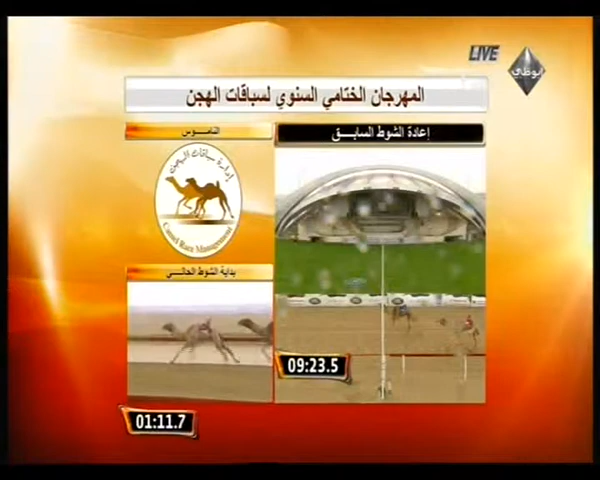 LIVE
أبوظبي
المهرجان الختامي السنوي لسباقات الهجن
إعادة الشوط السابق
الناموس
إدارة سباقات الهجن
Camel Race Management
بداية الشوط الحالي
09:23.5
01:11.7